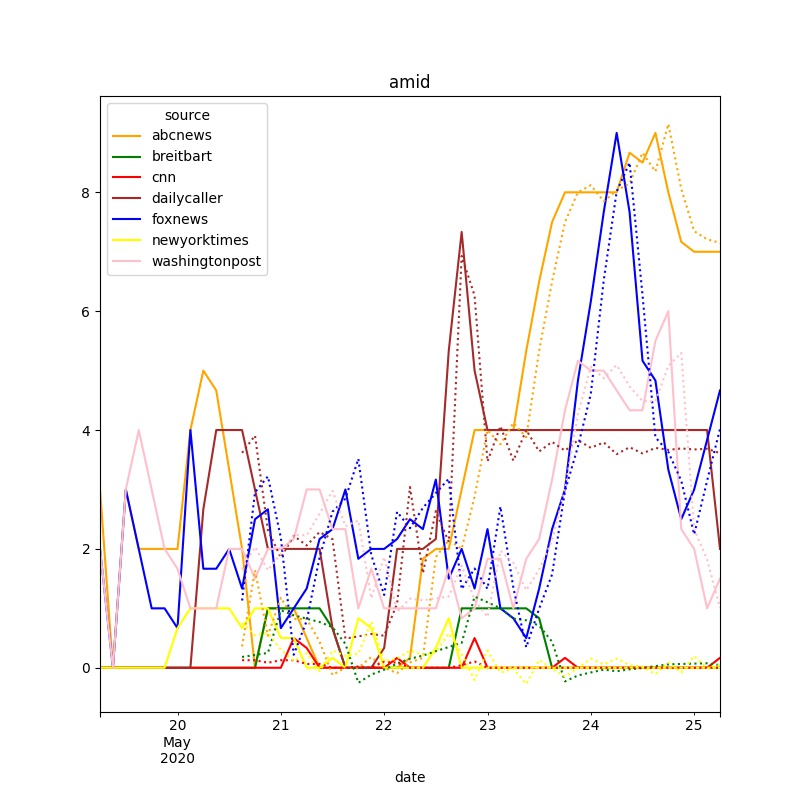 amid
source
abcnews
breitbart
cnn
dailycaller
foxnews
newyorktimes
washingtonpost
8
6
4
2
0
20
21
22
23
24
25
May
2020
date